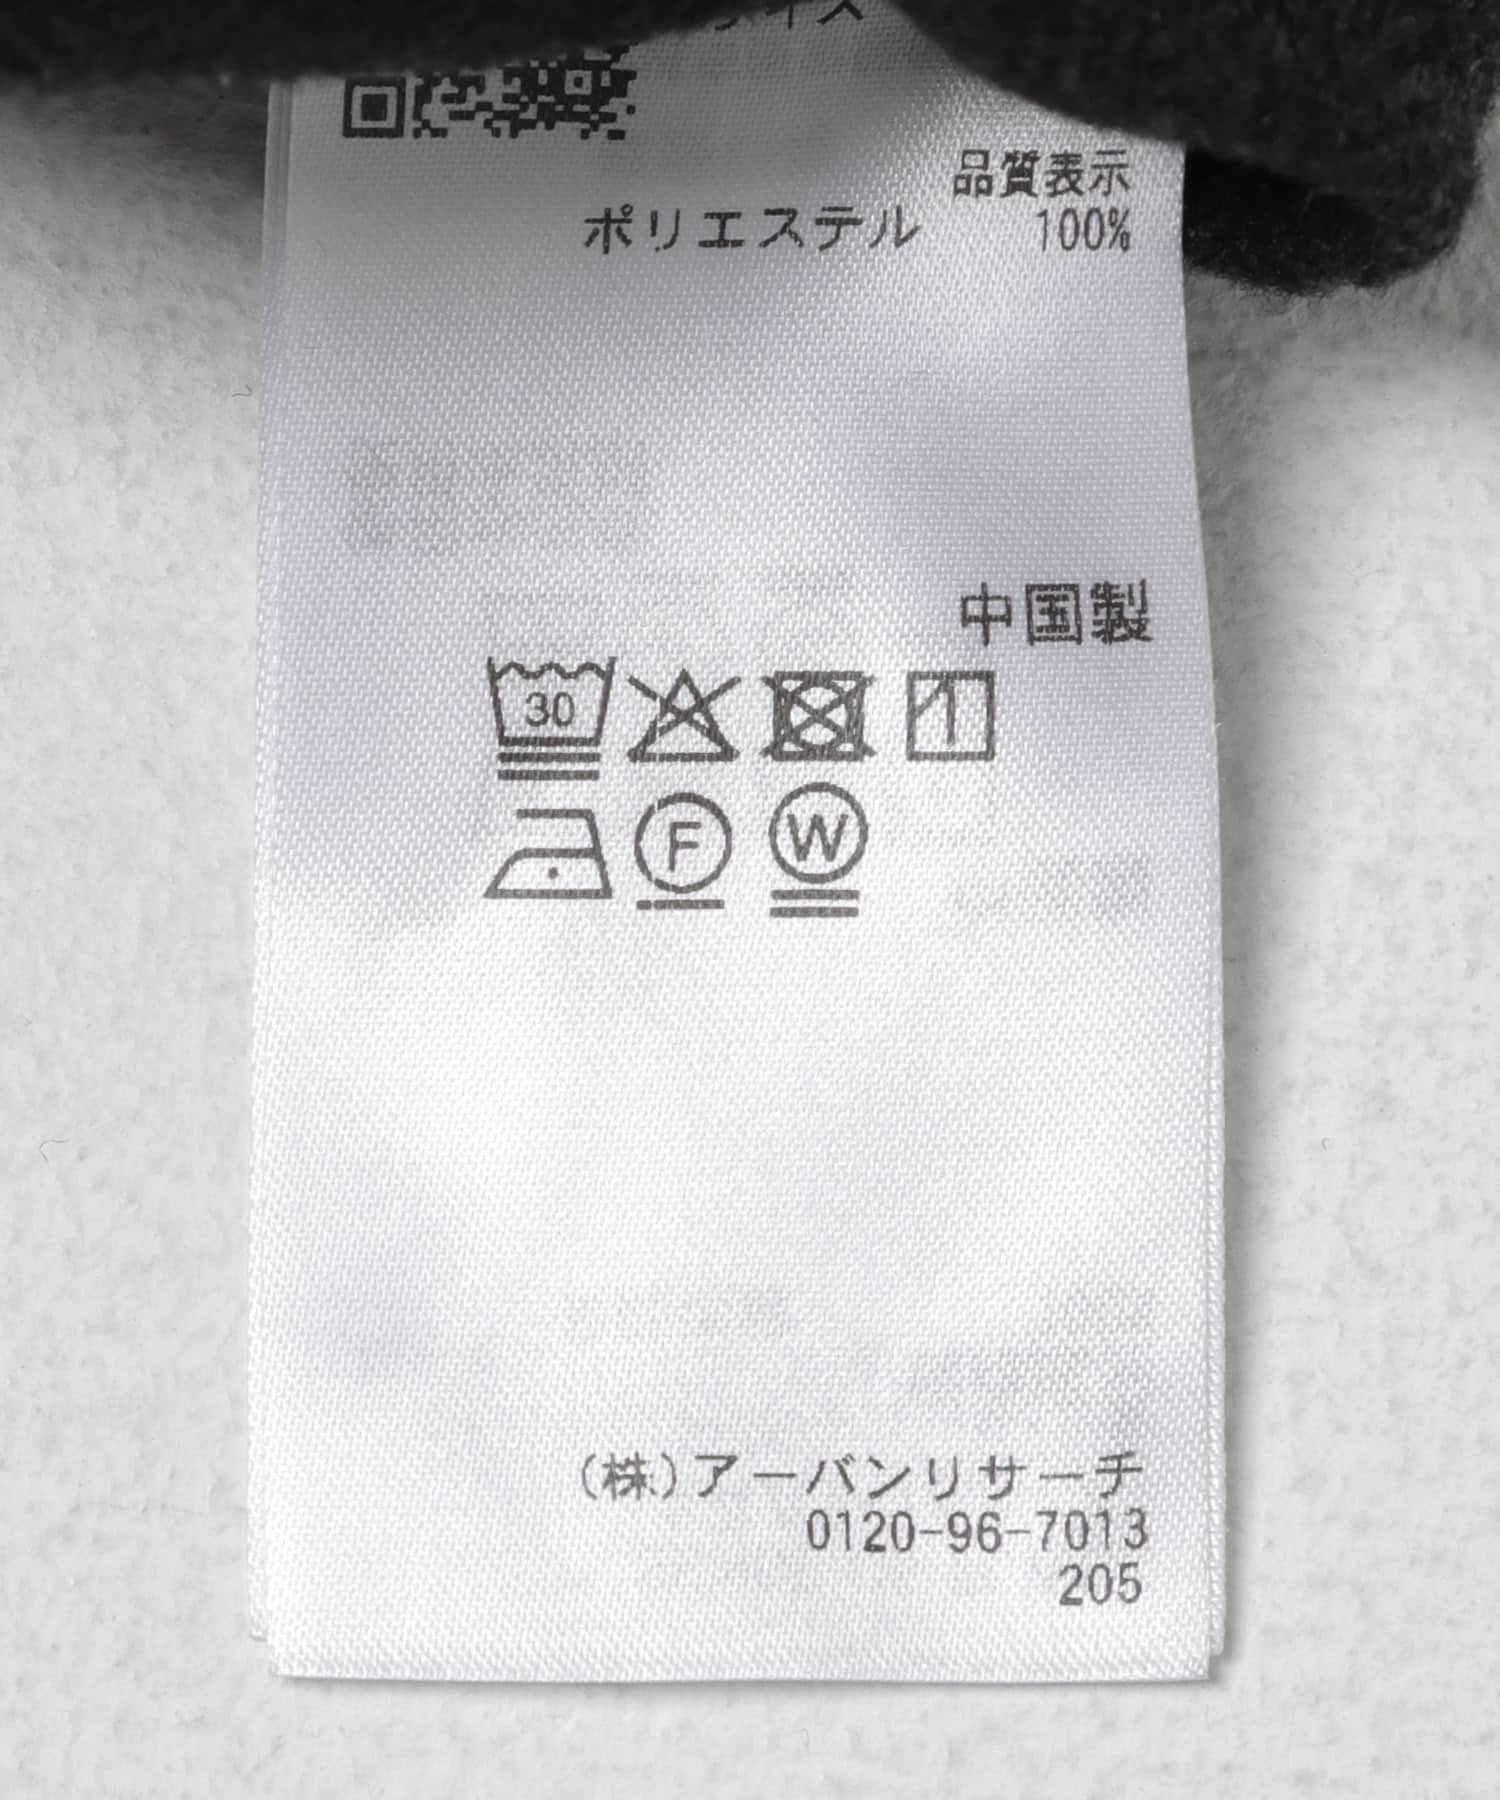 品質表示
ポリエステル 100%
中国製
30
F W
(株)アーバンリサーチ
0120-96-7013
205